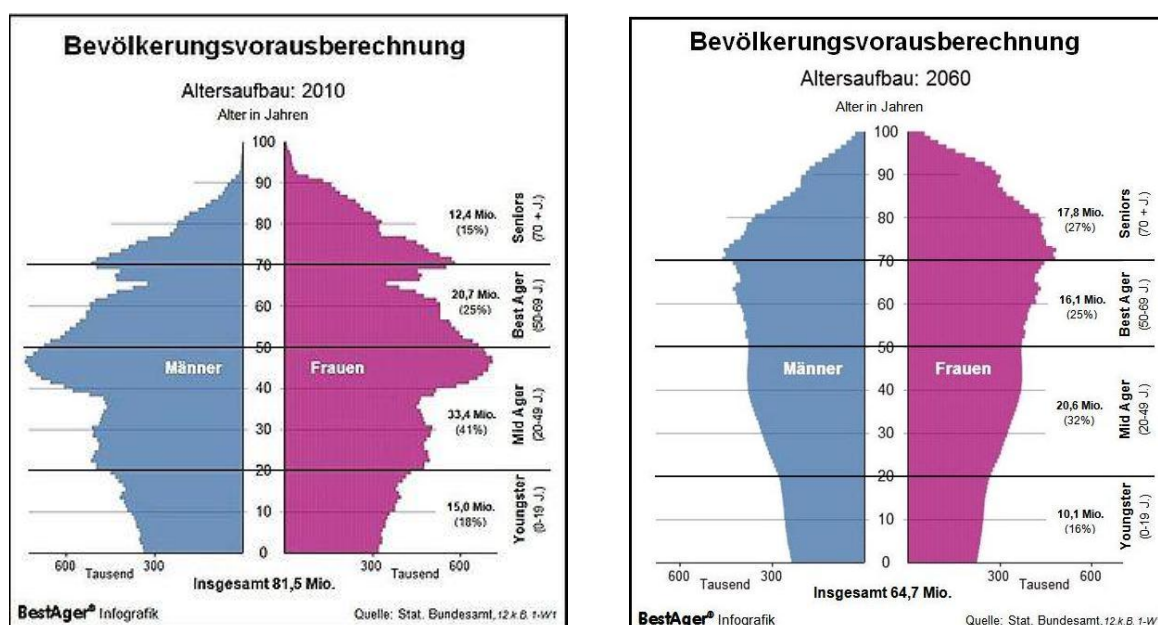 Bevölkerungsvorausberechnung
Altersaufbau: 2010
Alter in Jahren
100
90
80
70
60
50
40
30
20
10
0
Männer
Frauen
12,4 Mio.
(15%)
Seniors
(70 + J.)
20,7 Mio.
(25%)
Best Ager
(50-69 J.)
33,4 Mio.
(41%)
Mid Ager
(20-49 J.)
15,0 Mio.
(18%)
Youngster
(0-19 J.)
600 300 300 600
Tausend Tausend
Insgesamt 81,5 Mio.
BestAger® Infografik Quelle: Stat. Bundesamt, 12.k.B. 1-W1
Bevölkerungsvorausberechnung
Altersaufbau: 2060
Alter in Jahren
100
90
80
70
60
50
40
30
20
10
0
Männer
Frauen
17,8 Mio.
(27%)
Seniors
(70 + J.)
16,1 Mio.
(25%)
Best Ager
(50-69 J.)
20,6 Mio.
(32%)
Mid Ager
(20-49 J.)
10,1 Mio.
(16%)
Youngster
(0-19 J.)
600 300 300 600
Tausend Tausend
Insgesamt 64,7 Mio.
BestAger® Infografik Quelle: Stat. Bundesamt, 12.k.B. 1-W